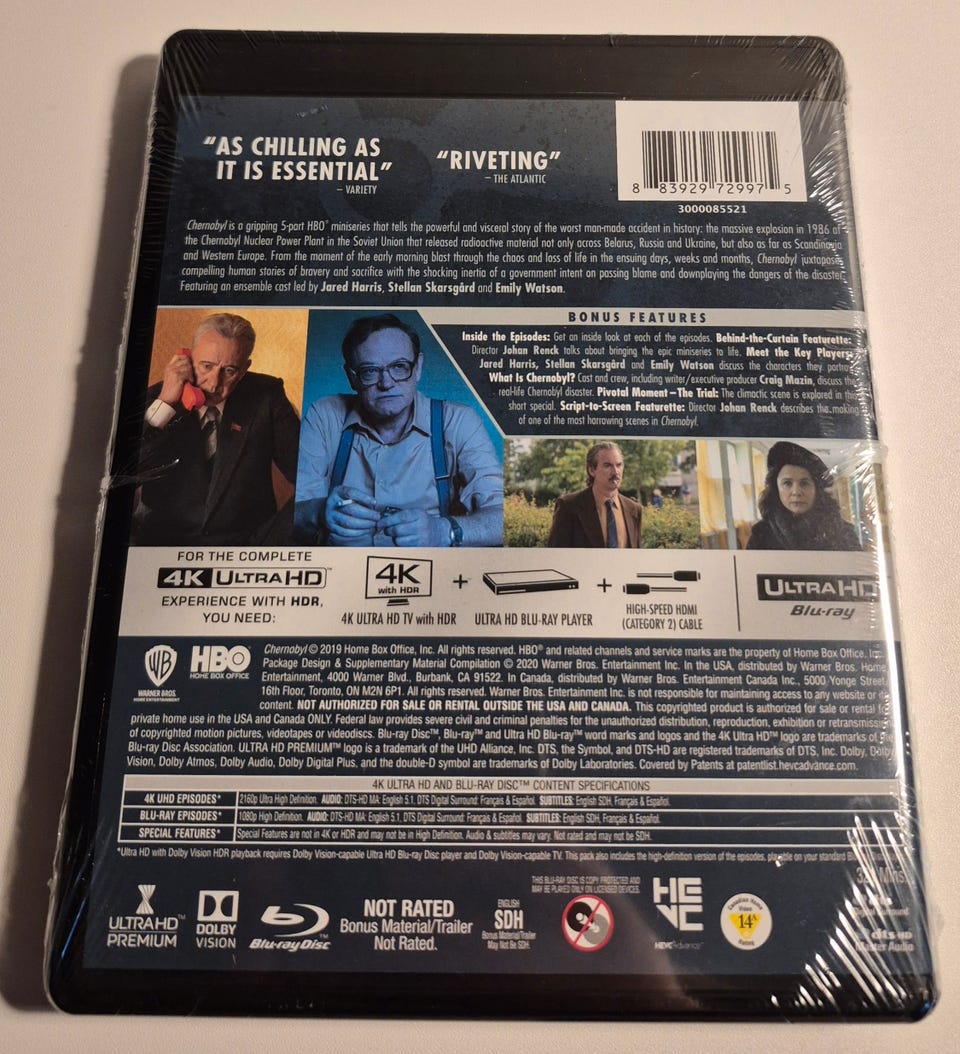 "AS CHILLING AS
IT IS ESSENTIAL"
– VARIETY
"RIVETING"
– THE ATLANTIC
8 83929 72997 5
3000085521
Chernobyl is a gripping 5-part HBO® miniseries that tells the powerful and visceral story of the worst man-made accident in history: the massive explosion in 1986 at
the Chernobyl Nuclear Power Plant in the Soviet Union that released radioactive material not only across Belarus, Russia and Ukraine, but also as far as Scandinavia
and Western Europe. From the moment of the early morning blast through the chaos and loss of life in the ensuing days, weeks and months, Chernobyl juxtaposes
compelling human stories of bravery and sacrifice with the shocking inertia of a government intent on passing blame and downplaying the dangers of the disaster.
Featuring an ensemble cast led by Jared Harris, Stellan Skarsgård and Emily Watson.
BONUS FEATURES
Inside the Episodes: Get an inside look at each of the episodes. Behind-the-Curtain Featurette:
Director Johan Renck talks about bringing the epic miniseries to life. Meet the Key Players:
Jared Harris, Stellan Skarsgård and Emily Watson discuss the characters they portray.
What Is Chernobyl? Cast and crew, including writer/executive producer Craig Mazin, discuss the
real-life Chernobyl disaster. Pivotal Moment – The Trial: The climactic scene is explored in this
short special. Script-to-Screen Featurette: Director Johan Renck describes the making
of one of the most harrowing scenes in Chernobyl.
FOR THE COMPLETE
4K ULTRA HD™
EXPERIENCE WITH HDR,
YOU NEED:
4K
with HDR
4K ULTRA HD TV with HDR
+
ULTRA HD BLU-RAY PLAYER
+
HIGH-SPEED HDMI
(CATEGORY 2) CABLE
ULTRA HD
Blu-ray
WB
WARNER BROS.
HOME ENTERTAINMENT
HBO®
HOME BOX OFFICE
Chernobyl © 2019 Home Box Office, Inc. All rights reserved. HBO® and related channels and service marks are the property of Home Box Office, Inc.
Package Design & Supplementary Material Compilation © 2020 Warner Bros. Entertainment Inc. In the USA, distributed by Warner Bros. Home
Entertainment, 4000 Warner Blvd., Burbank, CA 91522. In Canada, distributed by Warner Bros. Entertainment Canada Inc., 5000 Yonge Street,
16th Floor, Toronto, ON M2N 6P1. All rights reserved. Warner Bros. Entertainment Inc. is not responsible for maintaining access to any website or its
content. NOT AUTHORIZED FOR SALE OR RENTAL OUTSIDE THE USA AND CANADA. This copyrighted product is authorized for sale or rental for
private home use in the USA and Canada ONLY. Federal law provides severe civil and criminal penalties for the unauthorized distribution, reproduction, exhibition or retransmission
of copyrighted motion pictures, videotapes or videodiscs. Blu-ray Disc™, Blu-ray™ and Ultra HD Blu-ray™ word marks and logos and the 4K Ultra HD™ logo are trademarks of the
Blu-ray Disc Association. ULTRA HD PREMIUM™ logo is a trademark of the UHD Alliance, Inc. DTS, the Symbol, and DTS-HD are registered trademarks of DTS, Inc. Dolby, Dolby
Vision, Dolby Atmos, Dolby Audio, Dolby Digital Plus, and the double-D symbol are trademarks of Dolby Laboratories. Covered by Patents at patentlist.hevcadvance.com.
4K ULTRA HD AND BLU-RAY DISC™ CONTENT SPECIFICATIONS
4K UHD EPISODES* 2160p Ultra High Definition. AUDIO: DTS-HD MA: English 5.1, DTS Digital Surround: Français & Español. SUBTITLES: English SDH, Français & Español.
BLU-RAY EPISODES* 1080p High Definition. AUDIO: DTS-HD MA: English 5.1, DTS Digital Surround: Français & Español. SUBTITLES: English SDH, Français & Español.
SPECIAL FEATURES* Special Features are not in 4K or HDR and may not be in High Definition. Audio & subtitles may vary. Not rated and may not be SDH.
*Ultra HD with Dolby Vision HDR playback requires Dolby Vision-capable Ultra HD Blu-ray Disc player and Dolby Vision-capable TV. This pack also includes the high-definition version of the episodes, playable on your standard
ULTRA HD™
PREMIUM
DOLBY
VISION
Blu-ray Disc™
NOT RATED
Bonus Material/Trailer
Not Rated.
ENGLISH
SDH
Bonus Material/Trailer
May Not Be SDH.
THIS BLU-RAY DISC IS COPY PROTECTED AND
MAY BE PLAYED ONLY ON LICENSED DEVICES.
HEVC
HEVC Advance™
Canadian Home
Video
14A
Rating
Mins.
Digital Surround
dts-HD
Master Audio